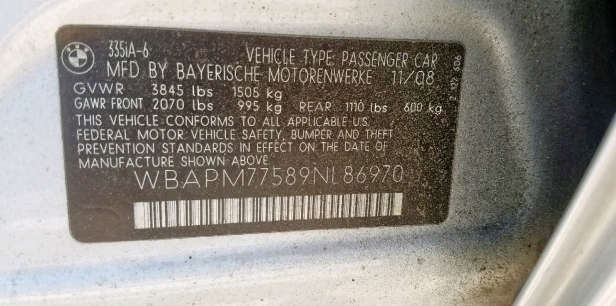 BMW
335iA-6 VEHICLE TYPE: PASSENGER CAR
MFD BY BAYERISCHE MOTORENWERKE 11/08
GVWR 3845 lbs 1505 kg
GAWR FRONT 2070 lbs 995 kg REAR 1110 lbs 600 kg
THIS VEHICLE CONFORMS TO ALL APPLICABLE U.S.
FEDERAL MOTOR VEHICLE SAFETY, BUMPER AND THEFT
PREVENTION STANDARDS IN EFFECT ON THE DATE OF
MANUFACTURE SHOWN ABOVE.
WBAPM77589NL86970